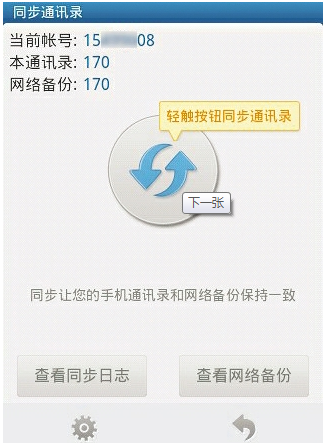 同步通讯录
当前帐号: 15 08
本通讯录: 170
网络备份: 170
轻触按钮同步通讯录
下一张
同步让您的手机通讯录和网络备份保持一致
查看同步日志
查看网络备份